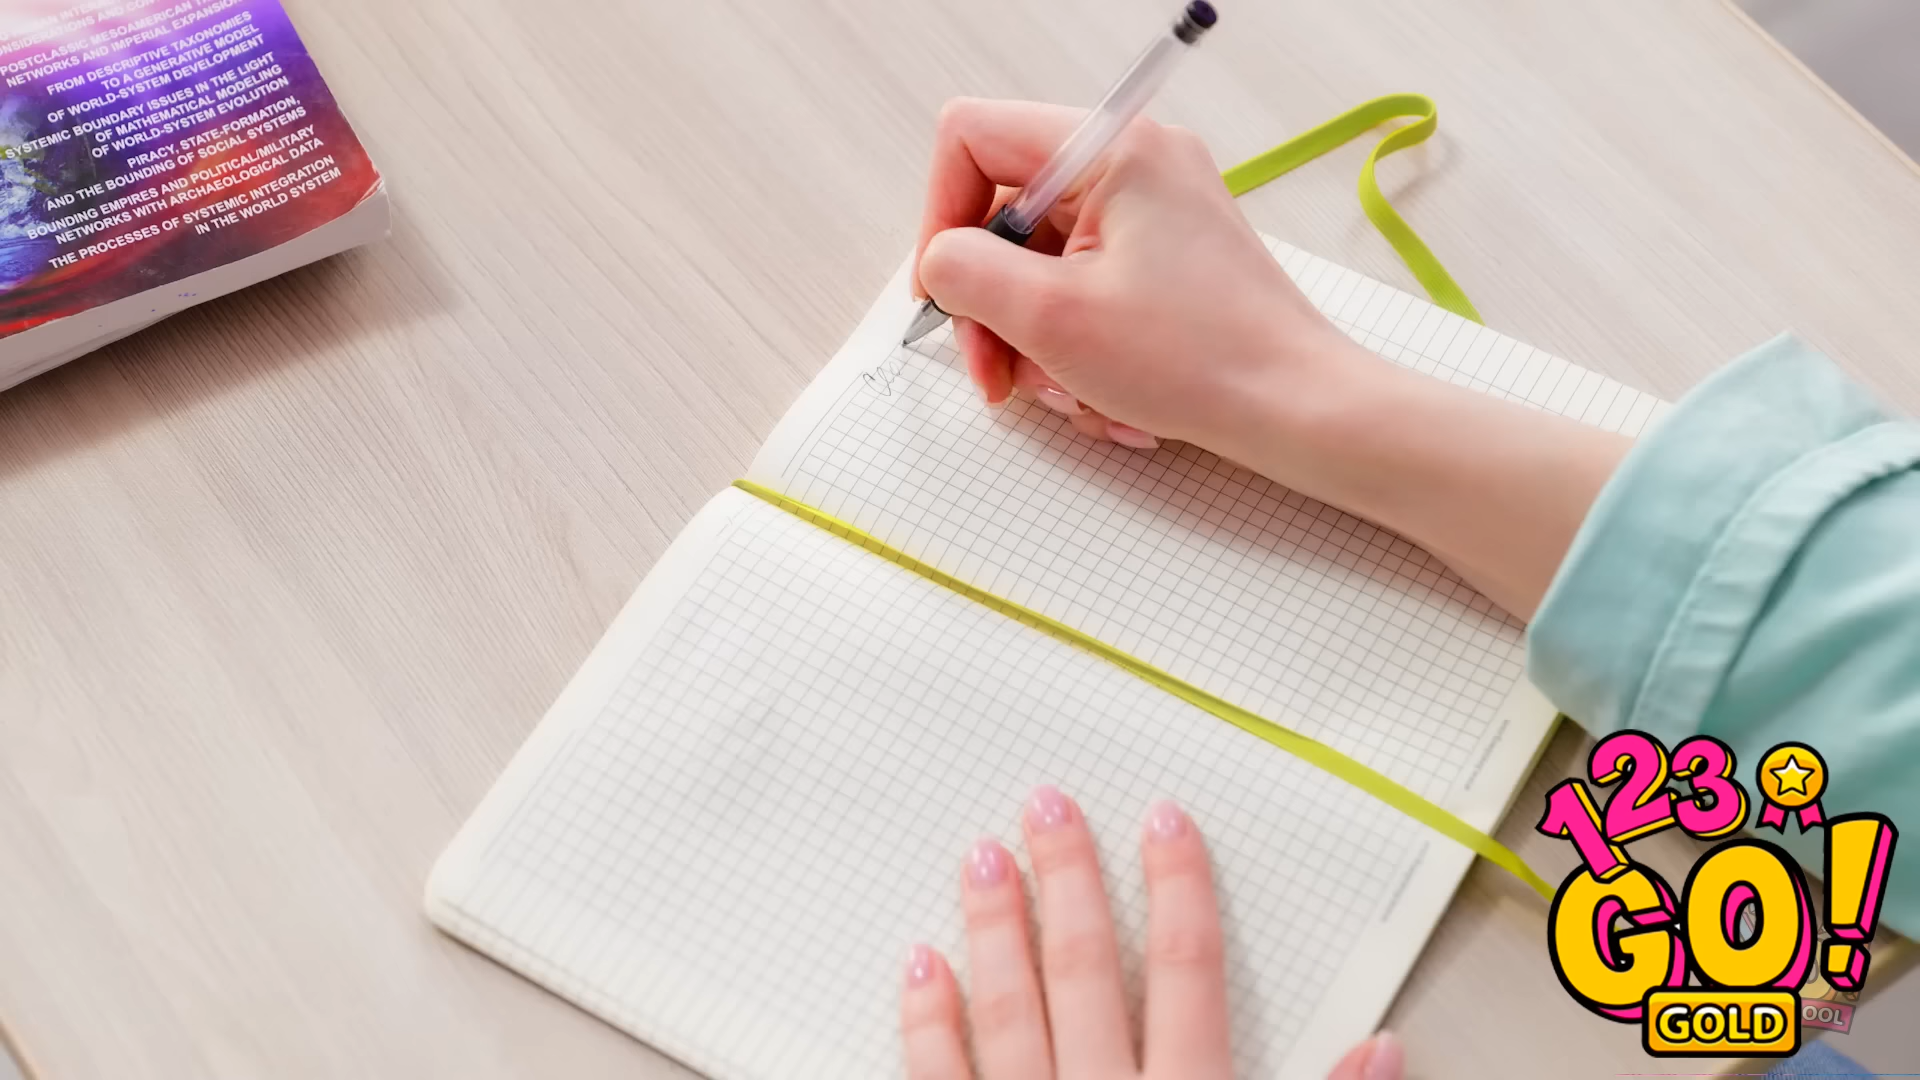 POSTCLASSIC MESOAMERICAN
NETWORKS AND IMPERIAL EXPANSION
FROM DESCRIPTIVE TAXONOMIES
TO A GENERATIVE MODEL
OF WORLD-SYSTEM DEVELOPMENT
SYSTEMIC BOUNDARY ISSUES IN THE LIGHT
OF MATHEMATICAL MODELING
OF WORLD-SYSTEM EVOLUTION
PIRACY, STATE-FORMATION,
AND THE BOUNDING OF SOCIAL SYSTEMS
BOUNDING EMPIRES AND POLITICAL/MILITARY
NETWORKS WITH ARCHAEOLOGICAL DATA
THE PROCESSES OF SYSTEMIC INTEGRATION
IN THE WORLD SYSTEM
123
GO!
GOLD